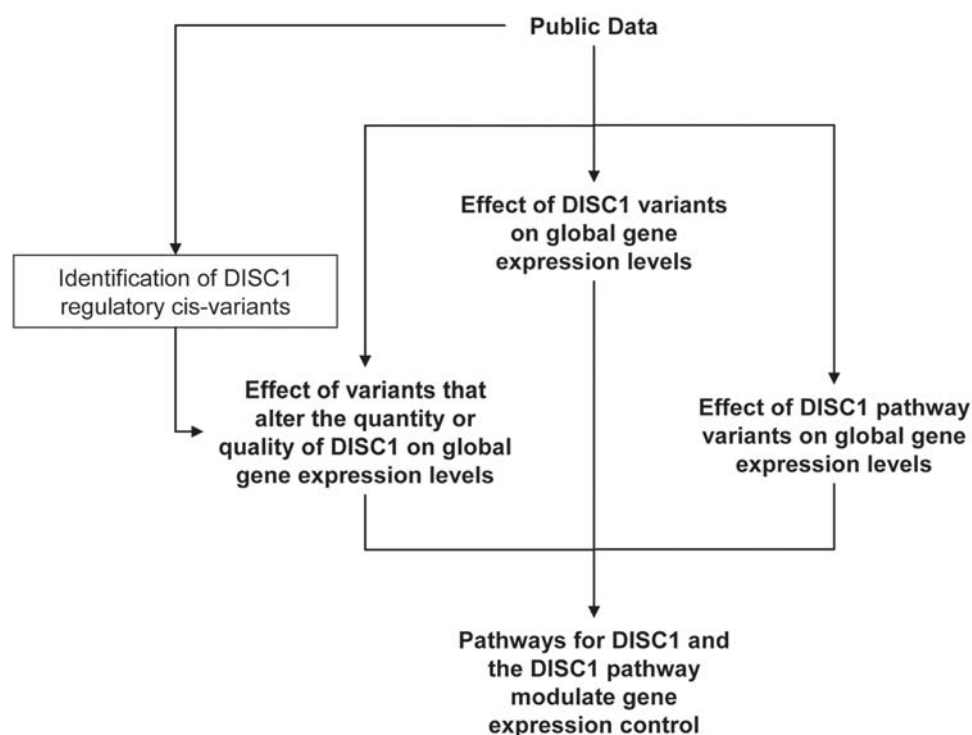 Public Data
Effect of DISC1 variants
on global gene
expression levels
Identification of DISC1
regulatory cis-variants
Effect of variants that
alter the quantity or
quality of DISC1 on global
gene expression levels
Effect of DISC1 pathway
variants on global gene
expression levels
Pathways for DISC1 and
the DISC1 pathway
modulate gene
expression control